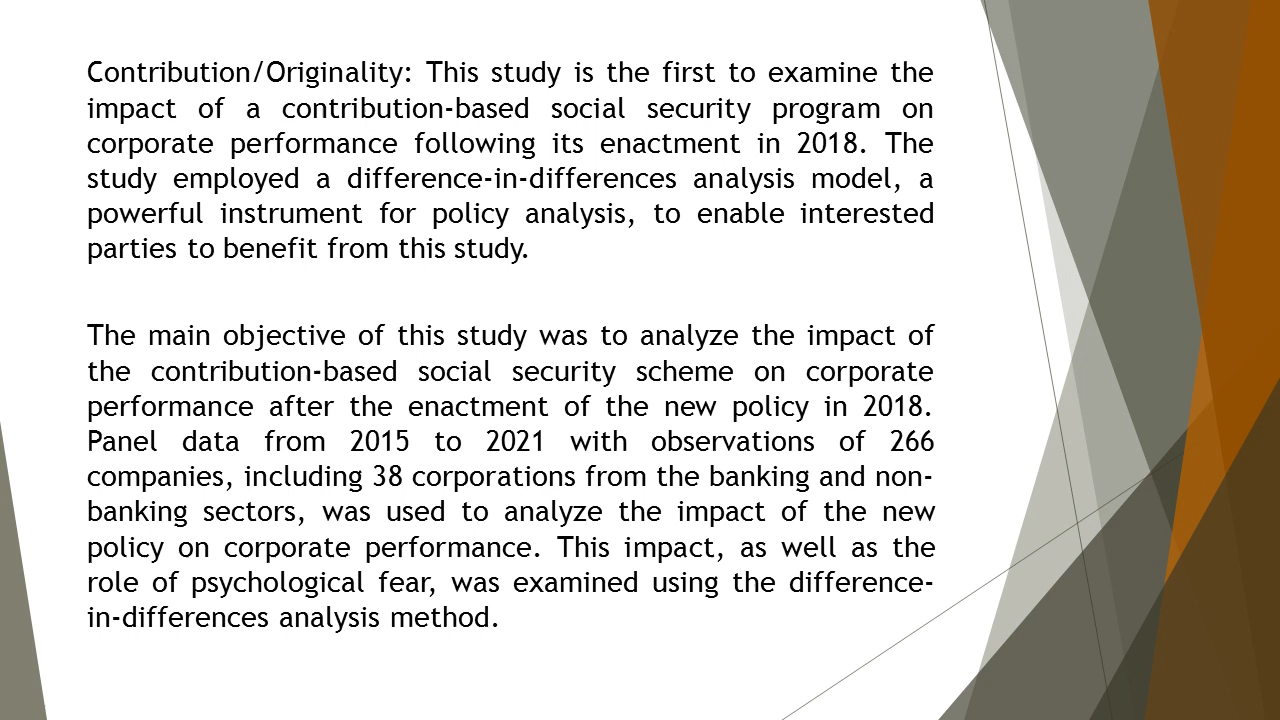 Contribution/Originality: This study is the first to examine the
impact of a contribution-based social security program on
corporate performance following its enactment in 2018. The
study employed a difference-in-differences analysis model, a
powerful instrument for policy analysis, to enable interested
parties to benefit from this study.
The main objective of this study was to analyze the impact of
the contribution-based social security scheme on corporate
performance after the enactment of the new policy in 2018.
Panel data from 2015 to 2021 with observations of 266
companies, including 38 corporations from the banking and non-
banking sectors, was used to analyze the impact of the new
policy on corporate performance. This impact, as well as the
role of psychological fear, was examined using the difference-
in-differences analysis method.